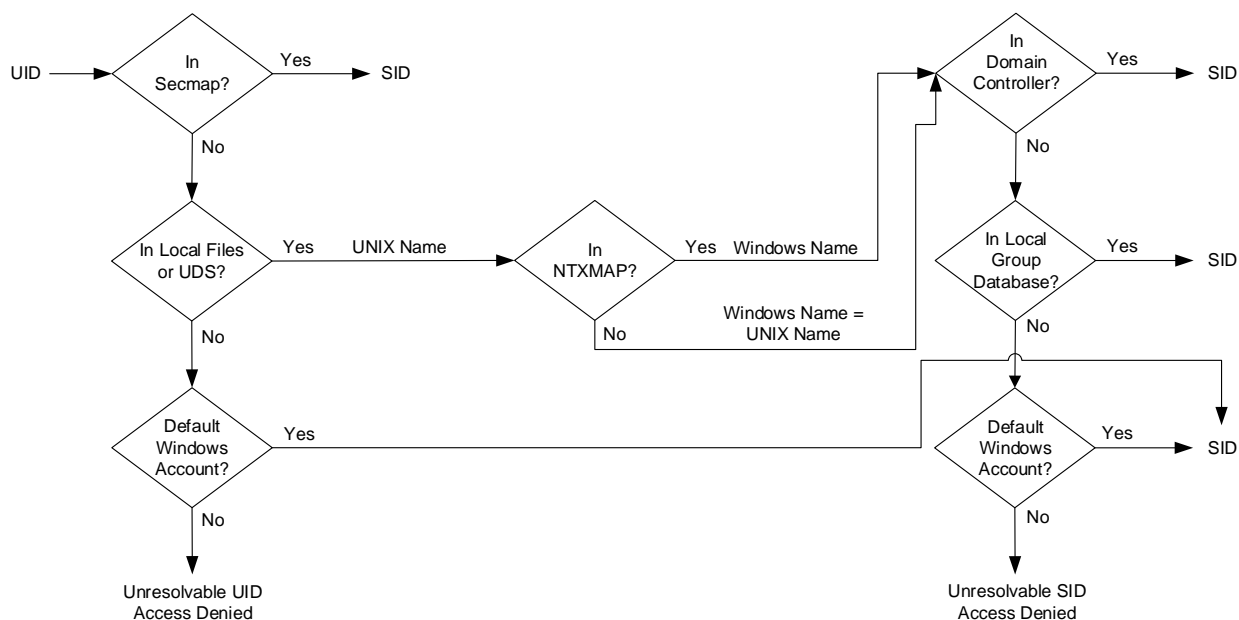 UID
In
Secmap?
Yes
SID
No
In Local Files
or UDS?
Yes
UNIX Name
No
Default
Windows
Account?
Yes
No
Unresolvable UID
Access Denied
In
NTXMAP?
Yes
Windows Name
No
Windows Name =
UNIX Name
In
Domain
Controller?
Yes
SID
No
In Local
Group
Database?
Yes
SID
No
Default
Windows
Account?
Yes
SID
No
Unresolvable SID
Access Denied